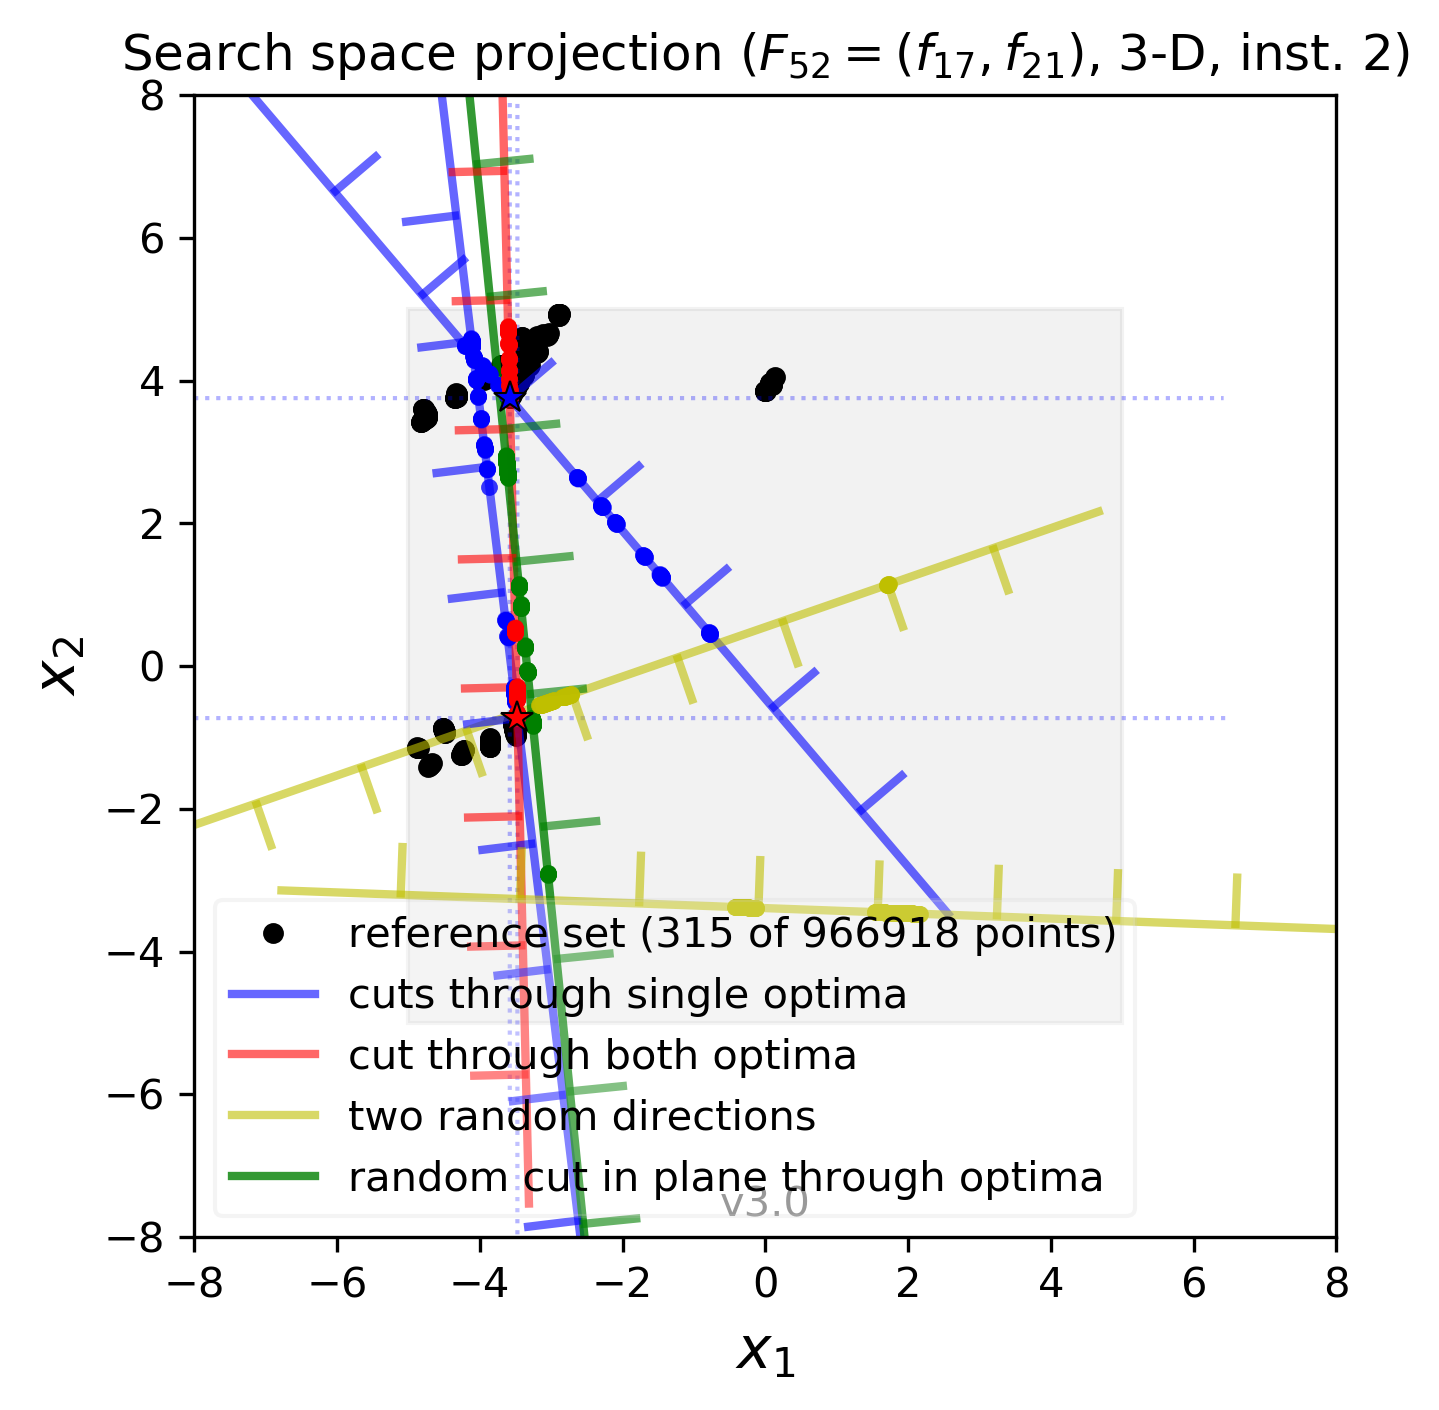 Search space projection (F₅₂ = (f₁₇, f₂₁), 3-D, inst. 2)
8
6
4
2
0
−2
−4
−6
−8
x₂
reference set (315 of 966918 points)
cuts through single optima
cut through both optima
two random directions
random cut in plane through optima
v3.0
−8 −6 −4 −2 0 2 4 6 8
x₁